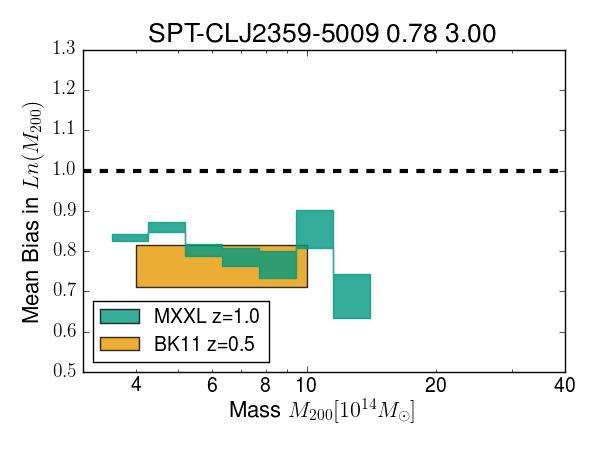 SPT-CLJ2359-5009 0.78 3.00
1.3
1.2
1.1
1.0
0.9
0.8
0.7
0.6
0.5
Mean Bias in Ln(M200)
MXXL z=1.0
BK11 z=0.5
4 6 8 10 20 40
Mass M200[10^14 M⊙]